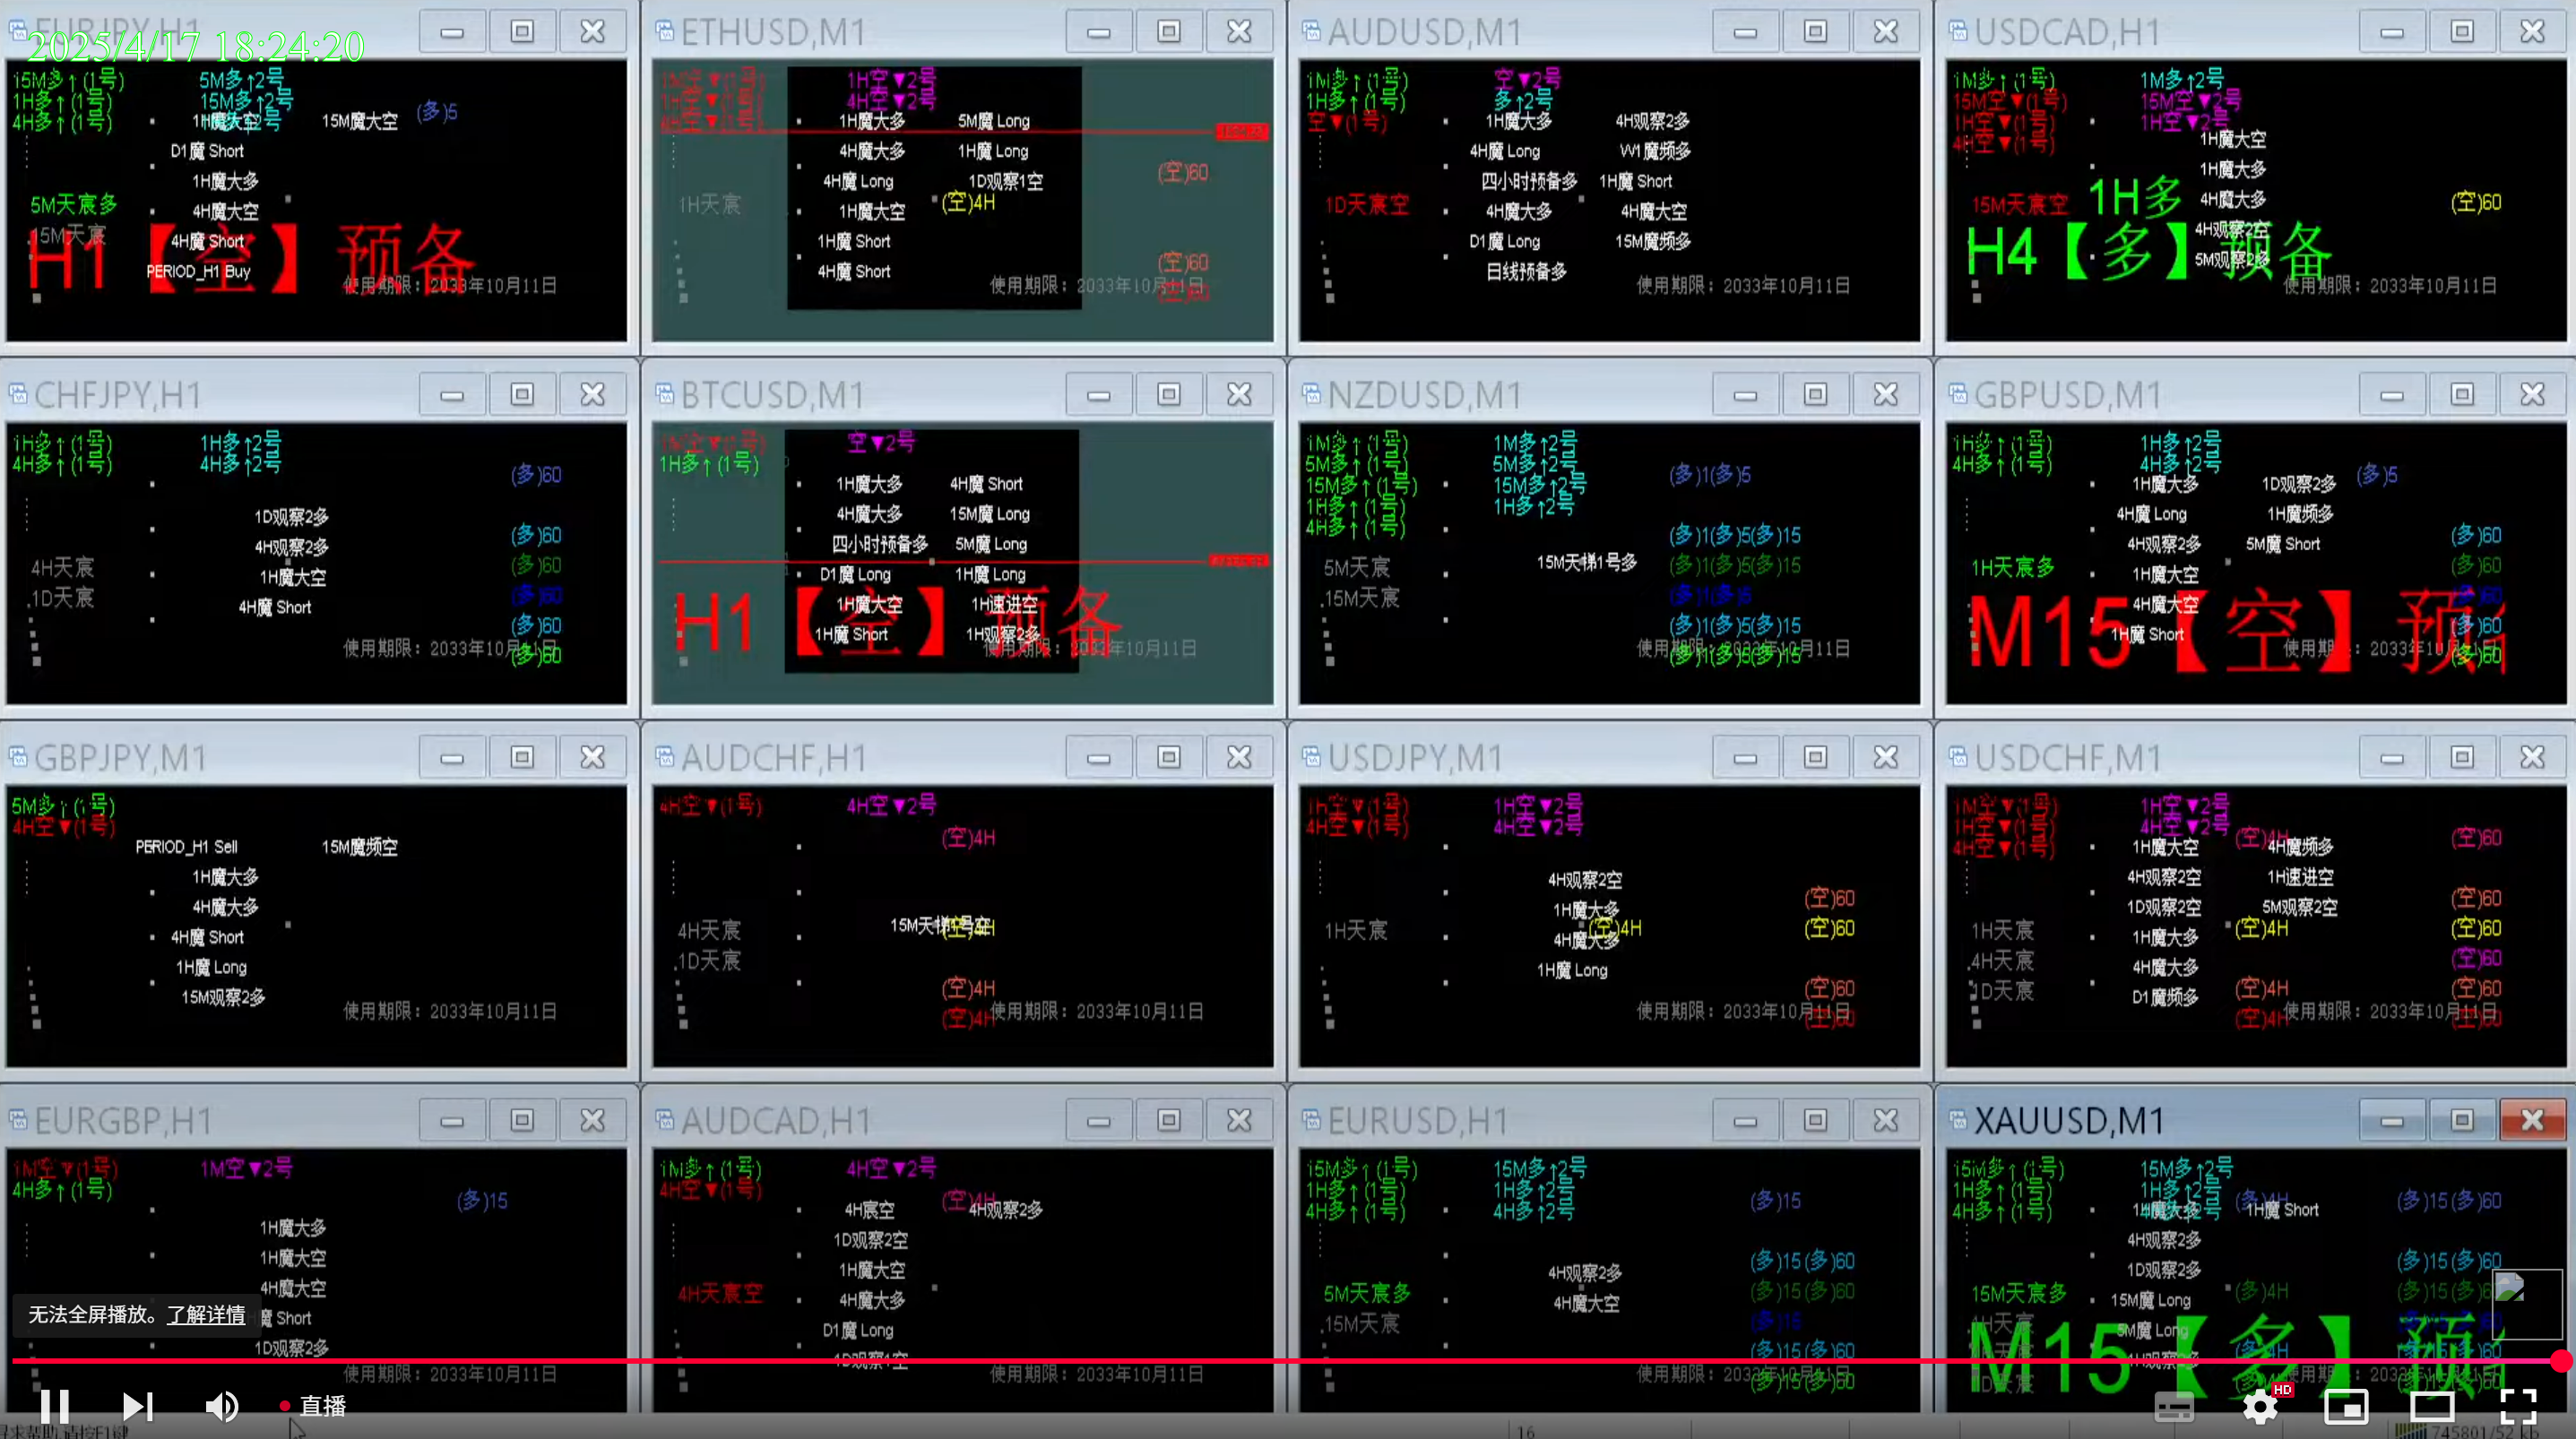 EURJPY,H1
2025/4/17 18:24:20
15M多↑(1号) 5M多↑2号
1H多↑(1号) 15M多↑2号
4H多↑(1号) 15M魔大空 (多)5
D1魔 Short
1H魔大多
5M天宸多 4H魔大空
15M天宸 4H魔 Short
H1【空】预备
PERIOD_H1 Buy
使用期限：2033年10月11日
ETHUSD,M1
1H空▼2号
4H空▼2号
1H魔大多 5M魔 Long
4H魔大多 1H魔 Long
(空)60
4H魔 Long 1D观察1空
1H天宸 1H魔大空 (空)4H
1H魔 Short
4H魔 Short (空)60
使用期限：2033年10月11日
AUDUSD,M1
1M多↑(1号) 空▼2号
1H多↑(1号) 多↑2号
空▼(1号) 1H魔大多 4H观察2多
4H魔 Long W1魔频多
四小时预备多 1H魔 Short
1D天宸空 4H魔大多 4H魔大空
D1魔 Long 15M魔频多
日线预备多
使用期限：2033年10月11日
USDCAD,H1
1M多↑(1号) 1M多↑2号
15M空▼(1号) 15M空▼2号
1H空▼(1号) 1H空▼2号
4H空▼(1号) 1H魔大空
1H魔大多
15M天宸空 1H多 4H魔大多 (空)60
4H观察2空
H4【多】预备
5M观察2多
使用期限：2033年10月11日
CHFJPY,H1
1H多↑(1号) 1H多↑2号
4H多↑(1号) 4H多↑2号
(多)60
1D观察2多
4H观察2多 (多)60
4H天宸 1H魔大空 (多)60
1D天宸 4H魔 Short (多)60
(多)60
使用期限：2033年10月11日
(多)60
BTCUSD,M1
空▼2号
1H多↑(1号)
1H魔大多 4H魔 Short
4H魔大多 15M魔 Long
四小时预备多 5M魔 Long
D1魔 Long 1H魔 Long
1H魔大空 1H速进空
H1【空】预备
1H魔 Short 1H观察2多
使用期限：2033年10月11日
NZDUSD,M1
1M多↑(1号) 1M多↑2号
5M多↑(1号) 5M多↑2号
15M多↑(1号) 15M多↑2号 (多)1(多)5
1H多↑(1号) 1H多↑2号
4H多↑(1号) (多)1(多)5(多)15
5M天宸 15M天梯1号多 (多)1(多)5(多)15
15M天宸 (多)1(多)5
(多)1(多)5(多)15
使用期限：2033年10月11日
(多)1(多)5(多)15
GBPUSD,M1
1H多↑(1号) 1H多↑2号
4H多↑(1号) 4H多↑2号 (多)5
1H魔大多 1D观察2多
4H魔 Long 1H魔频多
4H观察2多 5M魔 Short (多)60
1H天宸多 1H魔大空 (多)60
4H魔大空 (多)60
M15【空】预
1H魔 Short (多)60
使用期限：2033年10月11日
(多)60
GBPJPY,M1
5M多↑(1号)
4H空▼(1号)
PERIOD_H1 Sell 15M魔频空
1H魔大多
4H魔大多
4H魔 Short
1H魔 Long
15M观察2多
使用期限：2033年10月11日
AUDCHF,H1
4H空▼(1号) 4H空▼2号
(空)4H
4H天宸
1D天宸
(空)4H
(空)4H
使用期限：2033年10月11日
USDJPY,M1
1H空▼(1号) 1H空▼2号
4H空▼(1号) 4H空▼2号
4H观察2空 (空)60
1H魔大多
1H天宸 (空)4H (空)60
4H魔大多
1H魔 Long (空)60
使用期限：2033年10月11日
(空)60
USDCHF,M1
1M空▼(1号) 1H空▼2号
1H空▼(1号) 4H空▼2号
4H空▼(1号) 1H魔大空 (空)4H 4H魔频多 (空)60
4H观察2空 1H速进空
1D观察2空 5M观察2空 (空)60
1H天宸 1H魔大多 (空)4H (空)60
4H天宸 4H魔大多 (空)60
1D天宸 D1魔频多 (空)4H (空)60
(空)4H 使用期限：2033年10月11日
(空)60
EURGBP,H1
1M空▼(1号) 1M空▼2号
4H多↑(1号) (多)15
1H魔大多
1H魔大空
4H魔大空
无法全屏播放。了解详情
魔 Short
1D观察2多
使用期限：2033年10月11日
AUDCAD,H1
1M多↑(1号) 4H空▼2号
4H空▼(1号) (空)4H
4H宸空 4H观察2多
1D观察2空
1H魔大空
4H天宸空 4H魔大多
D1魔 Long
1D观察1空
使用期限：2033年10月11日
EURUSD,H1
15M多↑(1号) 15M多↑2号
1H多↑(1号) 1H多↑2号 (多)15
4H多↑(1号) 4H多↑2号
4H观察2多 (多)15(多)60
5M天宸多 4H魔大空 (多)15(多)60
15M天宸 (多)15
(多)15(多)60
使用期限：2033年10月11日
(多)15(多)60
XAUUSD,M1
15M多↑(1号) 15M多↑2号
1H多↑(1号) 1H多↑2号 (多)4H (多)15(多)60
4H多↑(1号) 1H魔 Short
4H观察2多
1D观察2多 (多)15(多)60
15M天宸多 15M魔 Long (多)4H
5M魔 Long
M15【多】预
直播
HD
16